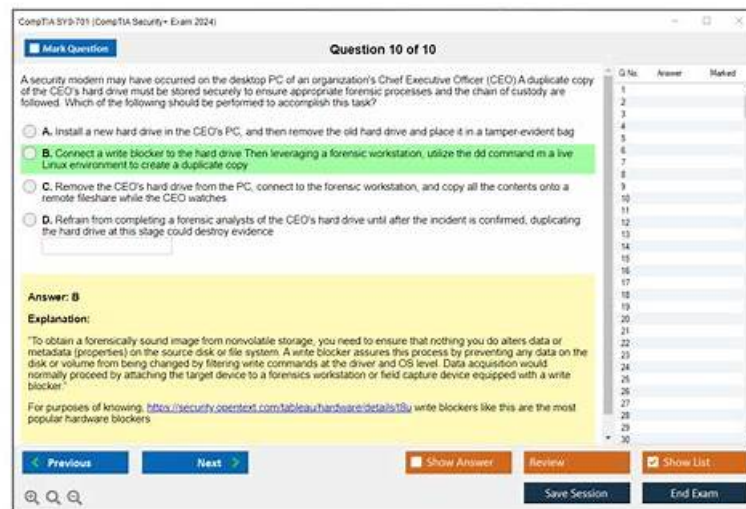 CompTIA SY0-701 (CompTIA Security+ Exam 2024)
Mark Question
Question 10 of 10
A security modem may have occurred on the desktop PC of an organization's Chief Executive Officer (CEO) A duplicate copy
of the CEO's hard drive must be stored securely to ensure appropriate forensic processes and the chain of custody are
followed. Which of the following should be performed to accomplish this task?
A. Install a new hard drive in the CEO's PC, and then remove the old hard drive and place it in a tamper-evident bag
B. Connect a write blocker to the hard drive Then leveraging a forensic workstation, utilize the dd command m a live
Linux environment to create a duplicate copy
C. Remove the CEO's hard drive from the PC, connect to the forensic workstation, and copy all the contents onto a
remote fileshare while the CEO watches
D. Refrain from completing a forensic analysts of the CEO's hard drive until after the incident is confirmed, duplicating
the hard drive at this stage could destroy evidence
Answer: B
Explanation:
"To obtain a forensically sound image from nonvolatile storage, you need to ensure that nothing you do alters data or
metadata (properties) on the source disk or file system. A write blocker assures this process by preventing any data on the
disk or volume from being changed by filtering write commands at the driver and OS level. Data acquisition would
normally proceed by attaching the target device to a forensics workstation or field capture device equipped with a write
blocker."
For purposes of knowing, https://security.opentext.com/tableau/hardware/details/t8u write blockers like this are the most
popular hardware blockers
Q.No. Answer Marked
1
2
3
4
5
6
7
8
9
10
11
12
13
14
15
16
17
18
19
20
21
22
23
24
25
26
27
28
29
30
Previous
Next
Show Answer
Review
Show List
Save Session
End Exam